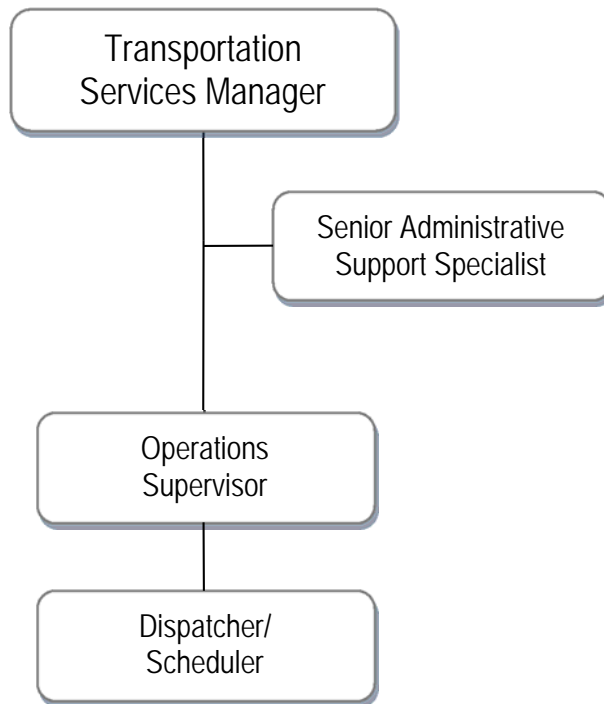 Transportation
Services Manager
Senior Administrative
Support Specialist
Operations
Supervisor
Dispatcher/
Scheduler